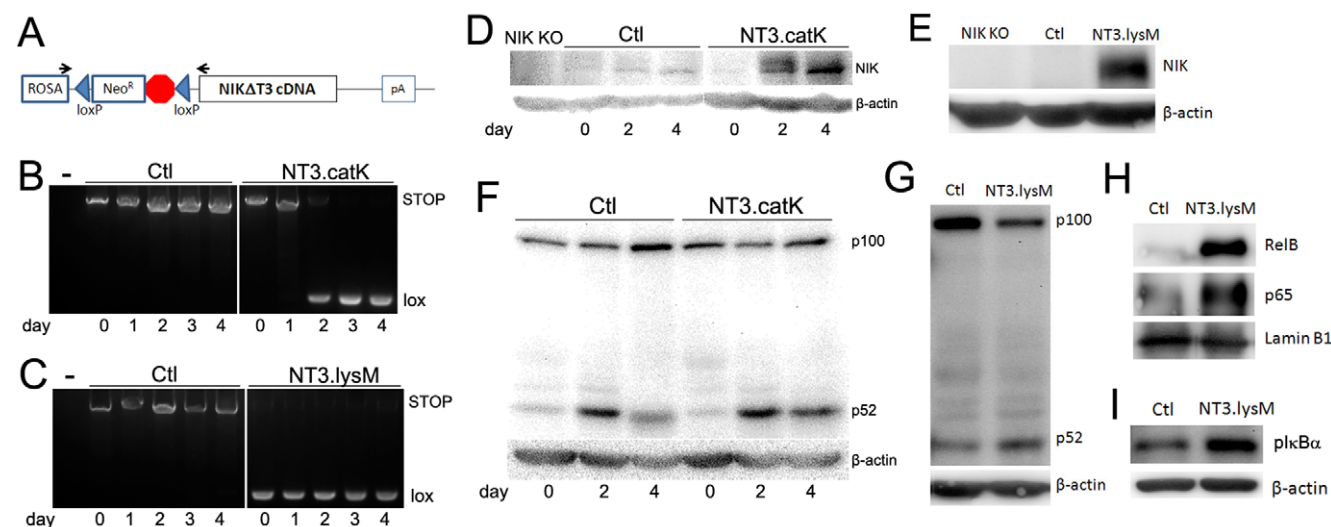 A
ROSA
Neo^R
NIKΔT3 cDNA
pA
loxP
loxP
B
-
Ctl
NT3.catK
STOP
lox
day
0 1 2 3 4 0 1 2 3 4
C
-
Ctl
NT3.lysM
STOP
lox
day
0 1 2 3 4 0 1 2 3 4
D
NIK KO
Ctl
NT3.catK
NIK
β-actin
day
0 2 4 0 2 4
E
NIK KO
Ctl
NT3.lysM
NIK
β-actin
F
Ctl
NT3.catK
p100
p52
β-actin
day
0 2 4 0 2 4
G
Ctl
NT3.lysM
p100
p52
β-actin
H
Ctl
NT3.lysM
RelB
p65
Lamin B1
I
Ctl
NT3.lysM
pIκBα
β-actin